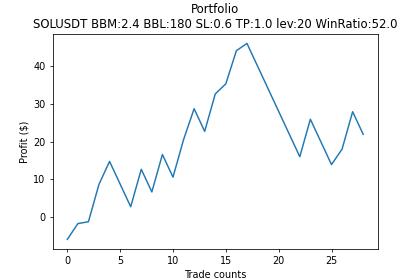 Portfolio
SOLUSDT BBM:2.4 BBL:180 SL:0.6 TP:1.0 lev:20 WinRatio:52.0
Profit ($)
40
30
20
10
0
0 5 10 15 20 25
Trade counts